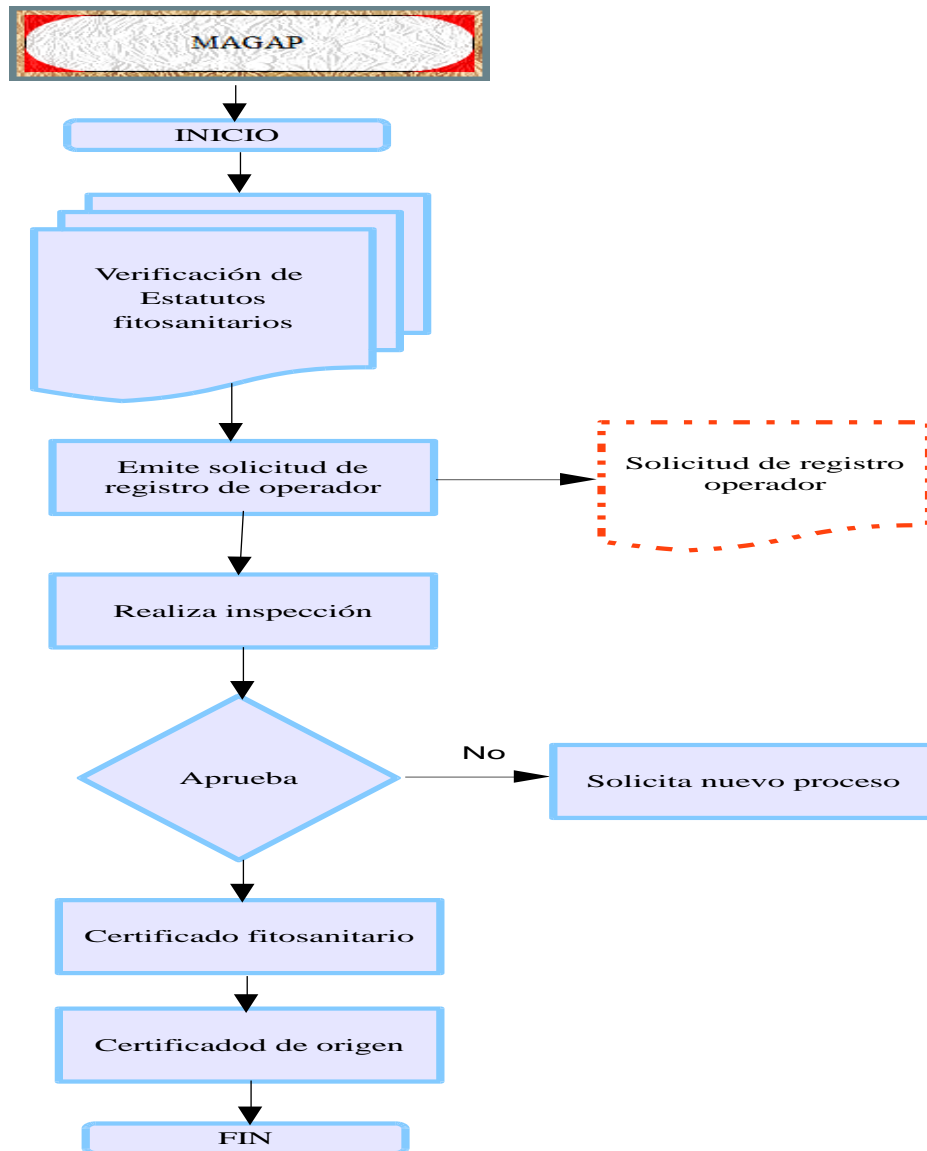 MAGAP
INICIO
Verificación de
Estatutos
fitosanitarios
Emite solicitud de
registro de operador
Solicitud de registro
operador
Realiza inspección
Aprueba
No
Solicita nuevo proceso
Certificado fitosanitario
Certificadod de origen
FIN